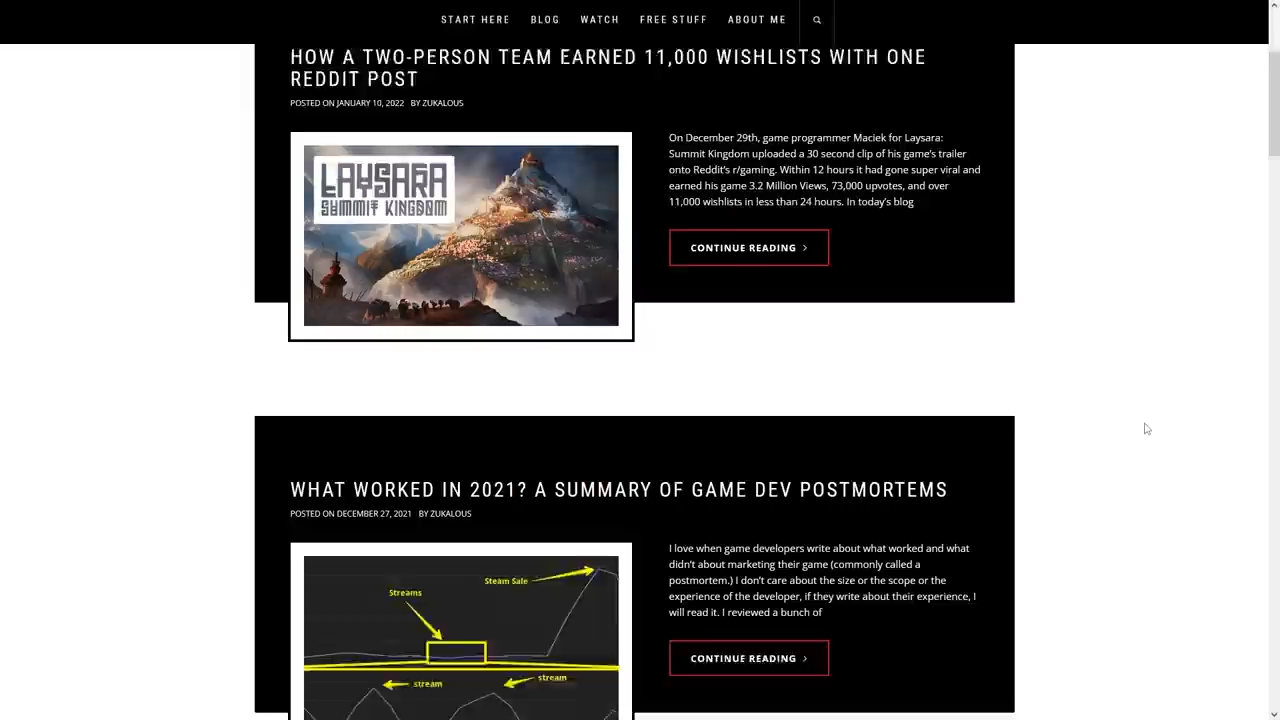 START HERE BLOG WATCH FREE STUFF ABOUT ME
HOW A TWO-PERSON TEAM EARNED 11,000 WISHLISTS WITH ONE
REDDIT POST
POSTED ON JANUARY 10, 2022 BY ZUKALOUS
LAYSARA
SUMMIT KINGDOM
On December 29th, game programmer Maciek for Laysara:
Summit Kingdom uploaded a 30 second clip of his game's trailer
onto Reddit's r/gaming. Within 12 hours it had gone super viral and
earned his game 3.2 Million Views, 73,000 upvotes, and over
11,000 wishlists in less than 24 hours. In today's blog
CONTINUE READING
WHAT WORKED IN 2021? A SUMMARY OF GAME DEV POSTMORTEMS
POSTED ON DECEMBER 27, 2021 BY ZUKALOUS
Steam Sale
Streams
stream
stream
I love when game developers write about what worked and what
didn't about marketing their game (commonly called a
postmortem.) I don't care about the size or the scope or the
experience of the developer, if they write about their experience, I
will read it. I reviewed a bunch of
CONTINUE READING